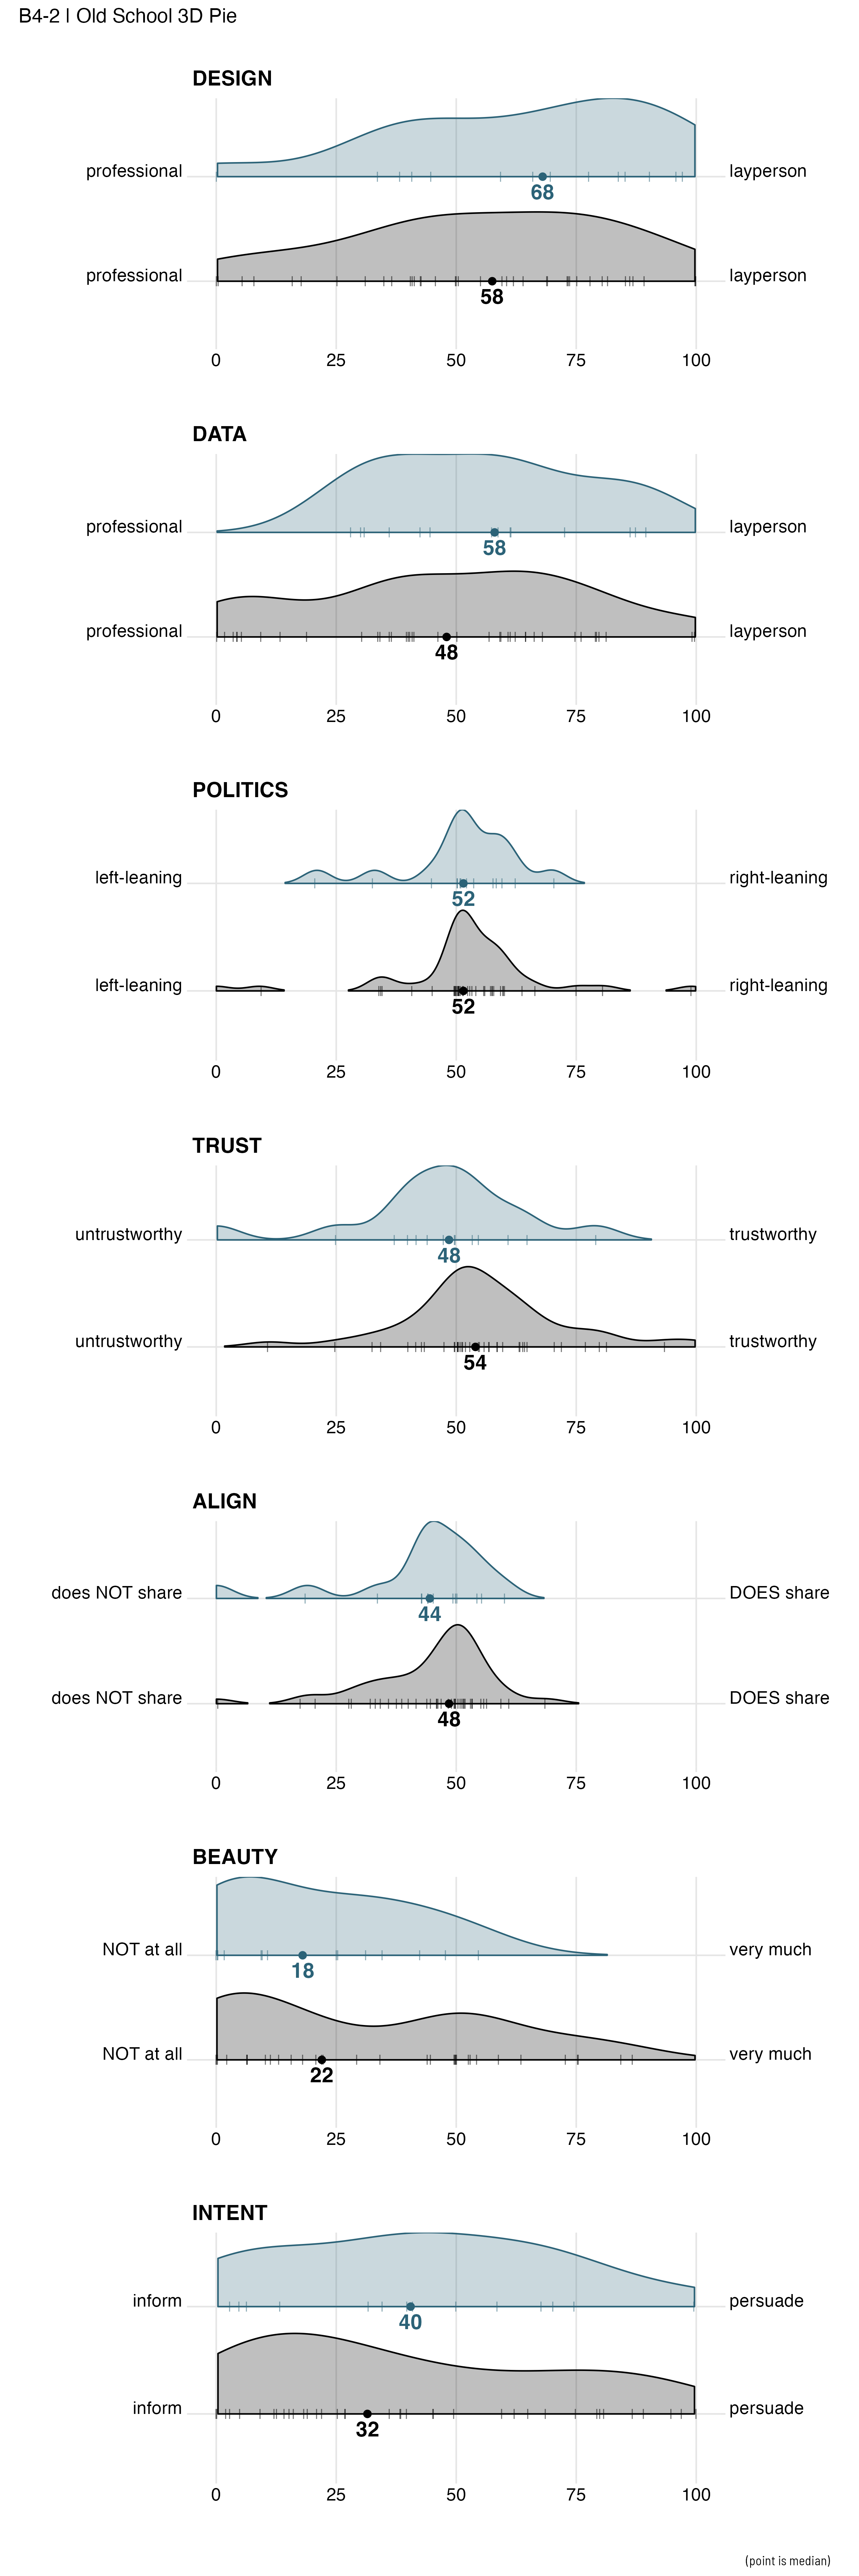 B4-2 | Old School 3D Pie
DESIGN
professional layperson
68
professional layperson
58
0 25 50 75 100
DATA
professional layperson
58
professional layperson
48
0 25 50 75 100
POLITICS
left-leaning right-leaning
52
left-leaning right-leaning
52
0 25 50 75 100
TRUST
untrustworthy trustworthy
48
untrustworthy trustworthy
54
0 25 50 75 100
ALIGN
does NOT share DOES share
44
does NOT share DOES share
48
0 25 50 75 100
BEAUTY
NOT at all very much
18
NOT at all very much
22
0 25 50 75 100
INTENT
inform persuade
40
inform persuade
32
0 25 50 75 100
(point is median)